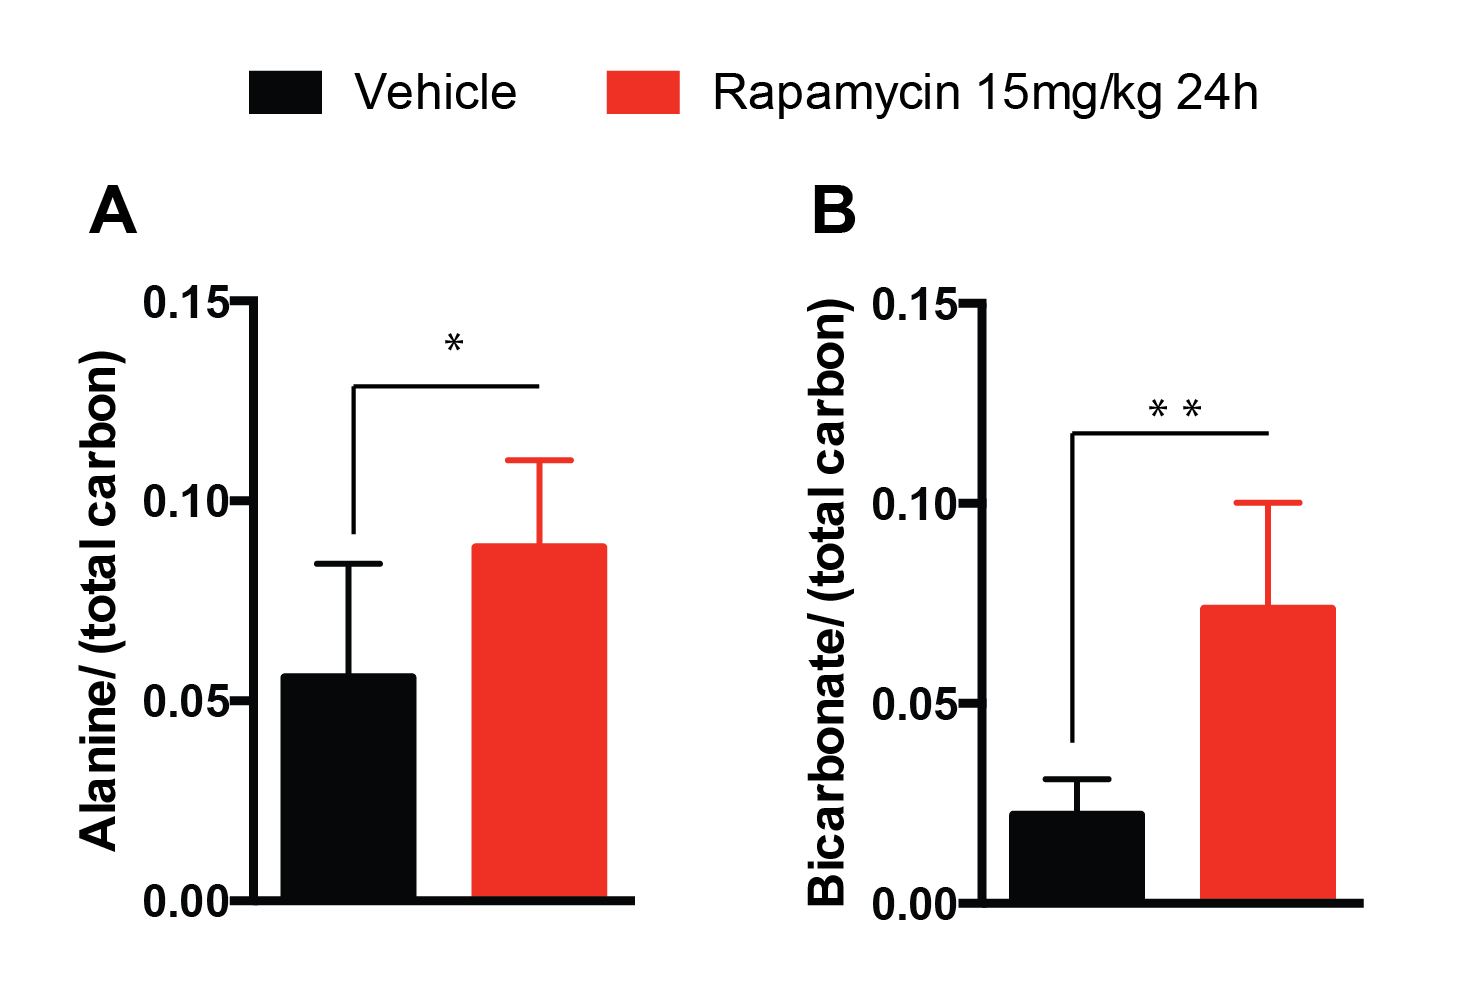 Vehicle
Rapamycin 15mg/kg 24h
A
Alanine/ (total carbon)
0.15
0.10
0.05
0.00
*
B
Bicarbonate/ (total carbon)
0.15
0.10
0.05
0.00
* *